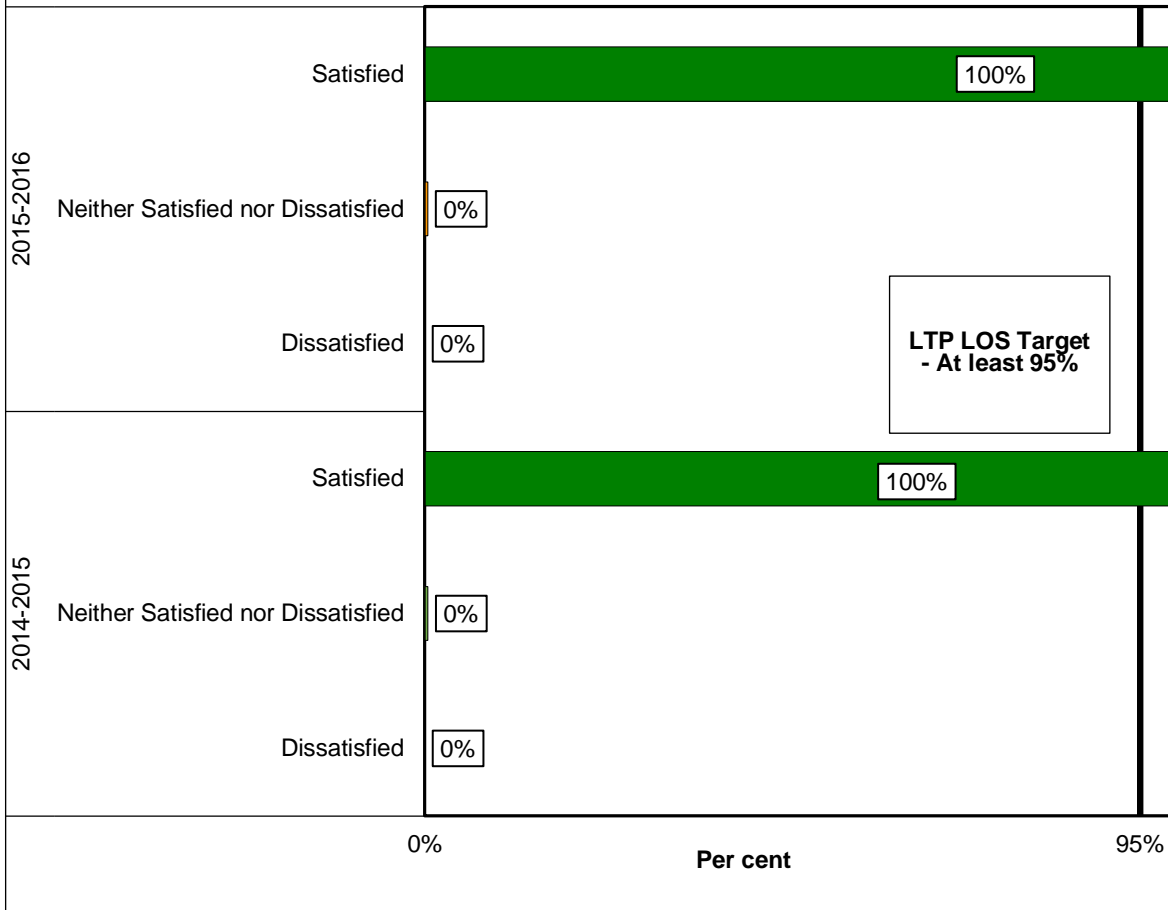 2015-2016
Satisfied
100%
Neither Satisfied nor Dissatisfied
0%
Dissatisfied
0%
LTP LOS Target
- At least 95%
2014-2015
Satisfied
100%
Neither Satisfied nor Dissatisfied
0%
Dissatisfied
0%
0%
95%
Per cent